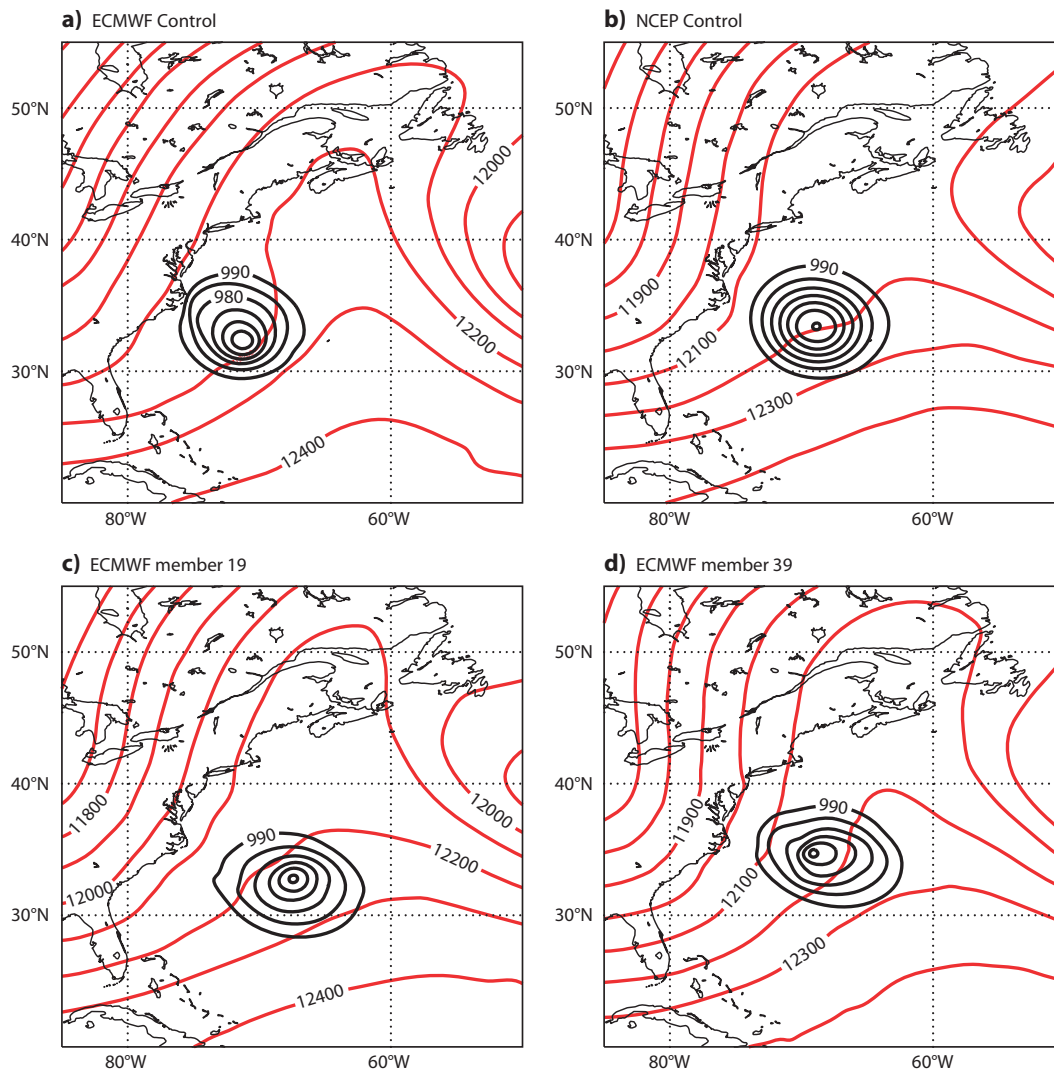 a) ECMWF Control
50°N
40°N
30°N
80°W
60°W
990
980
12000
12200
12400
b) NCEP Control
50°N
40°N
30°N
80°W
60°W
990
11900
12100
12300
c) ECMWF member 19
50°N
40°N
30°N
80°W
60°W
990
11800
12000
12000
12200
12400
d) ECMWF member 39
50°N
40°N
30°N
80°W
60°W
990
11900
12100
12300